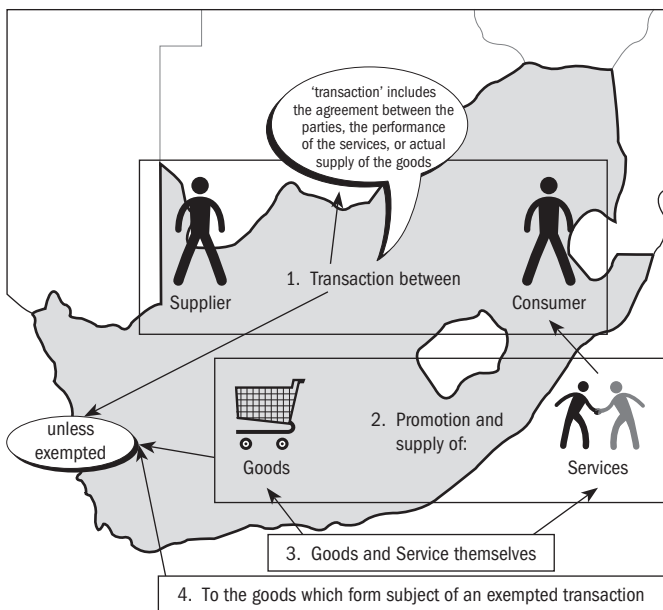 ‘transaction’ includes
the agreement between the
parties, the performance
of the services, or actual
supply of the goods
Supplier
1. Transaction between
Consumer
unless
exempted
Goods
2. Promotion and
supply of:
Services
3. Goods and Service themselves
4. To the goods which form subject of an exempted transaction